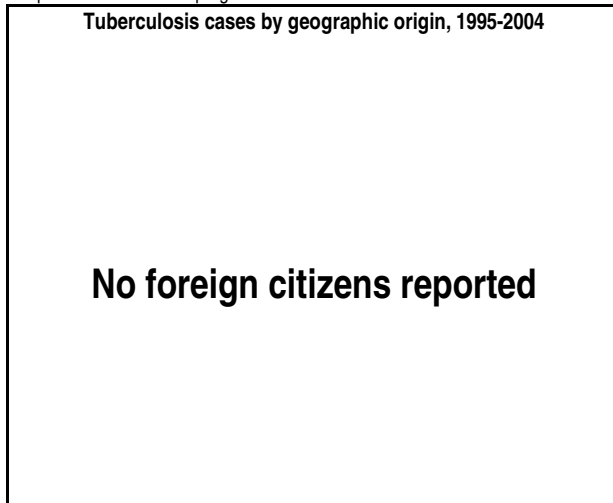 Tuberculosis cases by geographic origin, 1995-2004
No foreign citizens reported